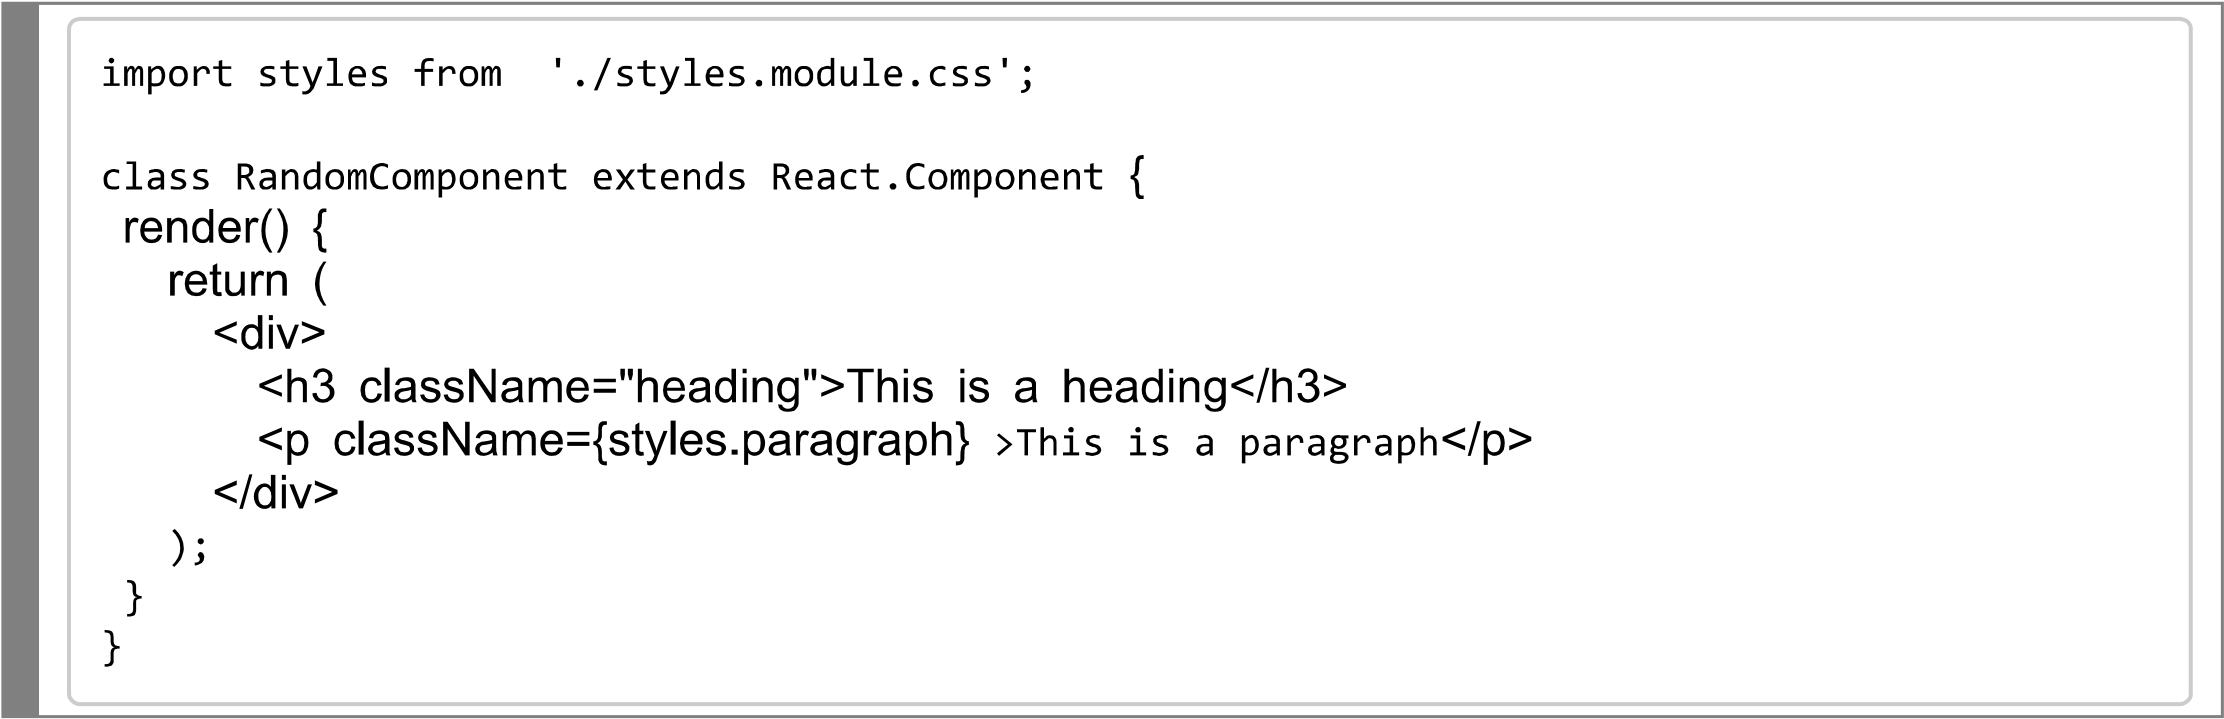 import styles from  './styles.module.css';

class RandomComponent extends React.Component {
 render() {
   return (
     <div>
       <h3 className="heading">This is a heading</h3>
       <p className={styles.paragraph} >This is a paragraph</p>
     </div>
   );
 }
}